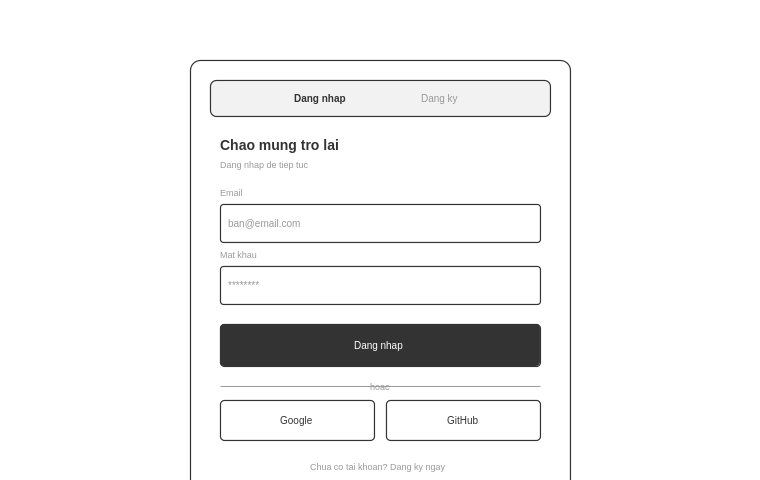 Dang nhap Dang ky
Chao mung tro lai
Dang nhap de tiep tuc
Email
ban@email.com
Mat khau
********
Dang nhap
hoac
Google GitHub
Chua co tai khoan? Dang ky ngay